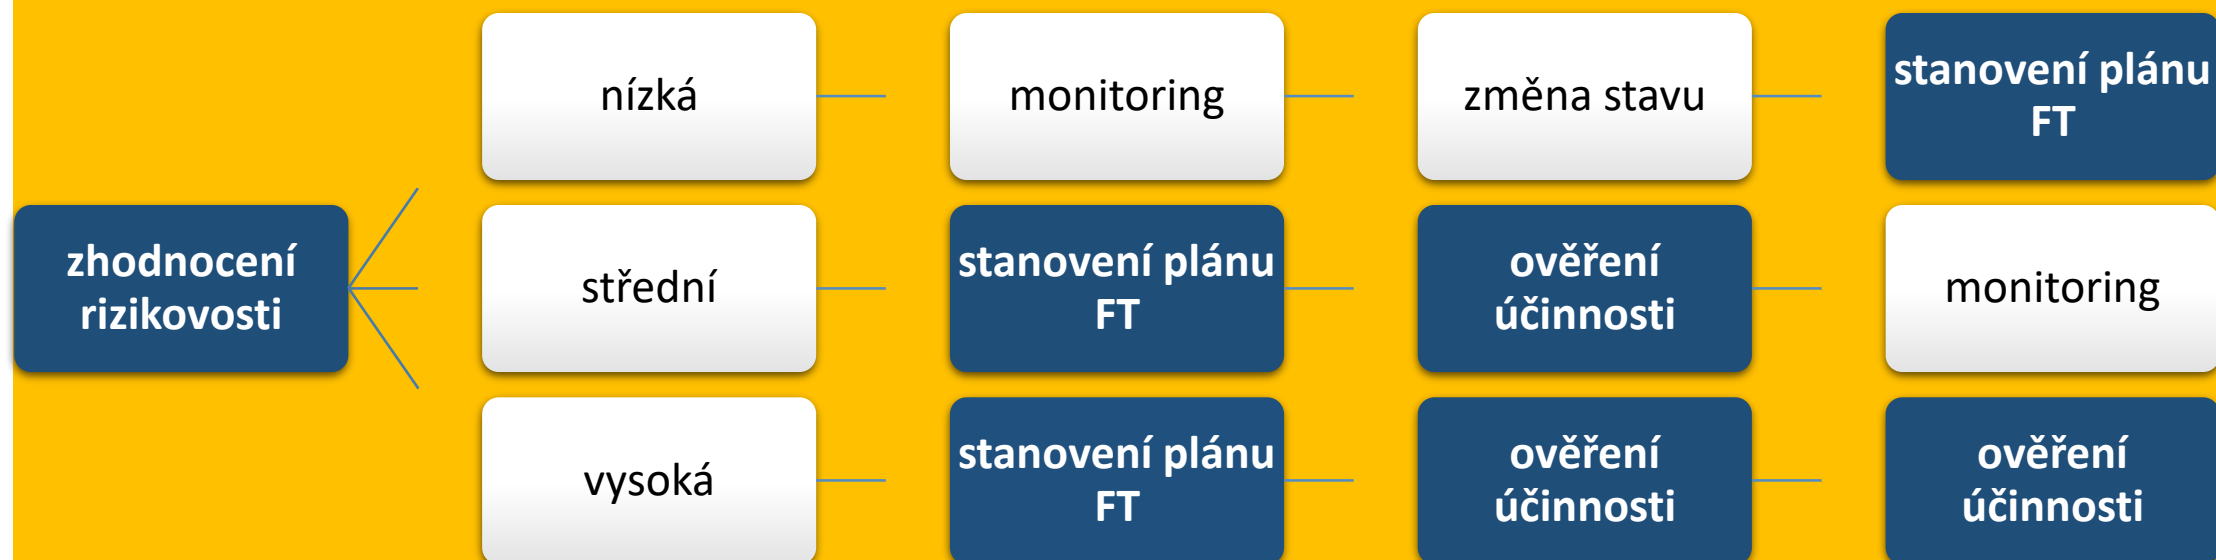 nízká
monitoring
změna stavu
stanovení plánu
FT
zhodnocení
rizikovosti
střední
stanovení plánu
FT
ověření
účinnosti
monitoring
vysoká
stanovení plánu
FT
ověření
účinnosti
ověření
účinnosti